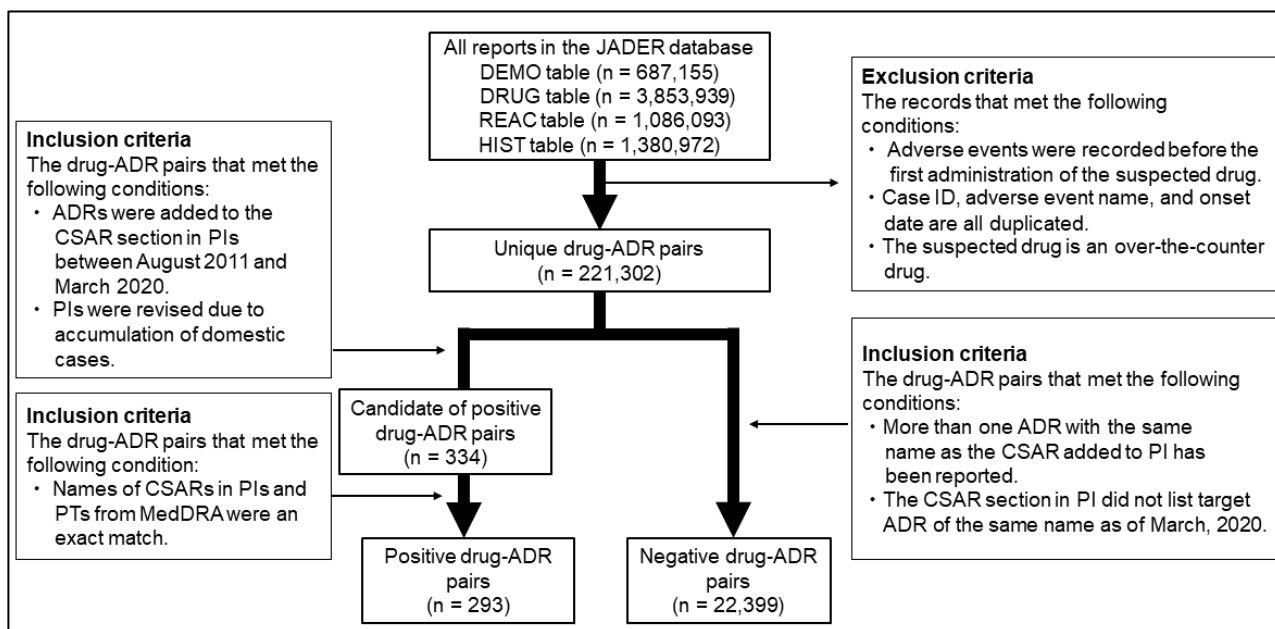 All reports in the JADER database
DEMO table (n = 687,155)
DRUG table (n = 3,853,939)
REAC table (n = 1,086,093)
HIST table (n = 1,380,972)
Exclusion criteria
The records that met the following
conditions:
・ Adverse events were recorded before the
first administration of the suspected drug.
・ Case ID, adverse event name, and onset
date are all duplicated.
・ The suspected drug is an over-the-counter
drug.
Unique drug-ADR pairs
(n = 221,302)
Inclusion criteria
The drug-ADR pairs that met the
following conditions:
・ ADRs were added to the
CSAR section in PIs
between August 2011 and
March 2020.
・ PIs were revised due to
accumulation of domestic
cases.
Candidate of positive
drug-ADR pairs
(n = 334)
Inclusion criteria
The drug-ADR pairs that met the following
conditions:
・ More than one ADR with the same
name as the CSAR added to PI has
been reported.
・ The CSAR section in PI did not list target
ADR of the same name as of March, 2020.
Inclusion criteria
The drug-ADR pairs that met the
following condition:
・ Names of CSARs in PIs and
PTs from MedDRA were an
exact match.
Positive drug-ADR
pairs
(n = 293)
Negative drug-ADR
pairs
(n = 22,399)